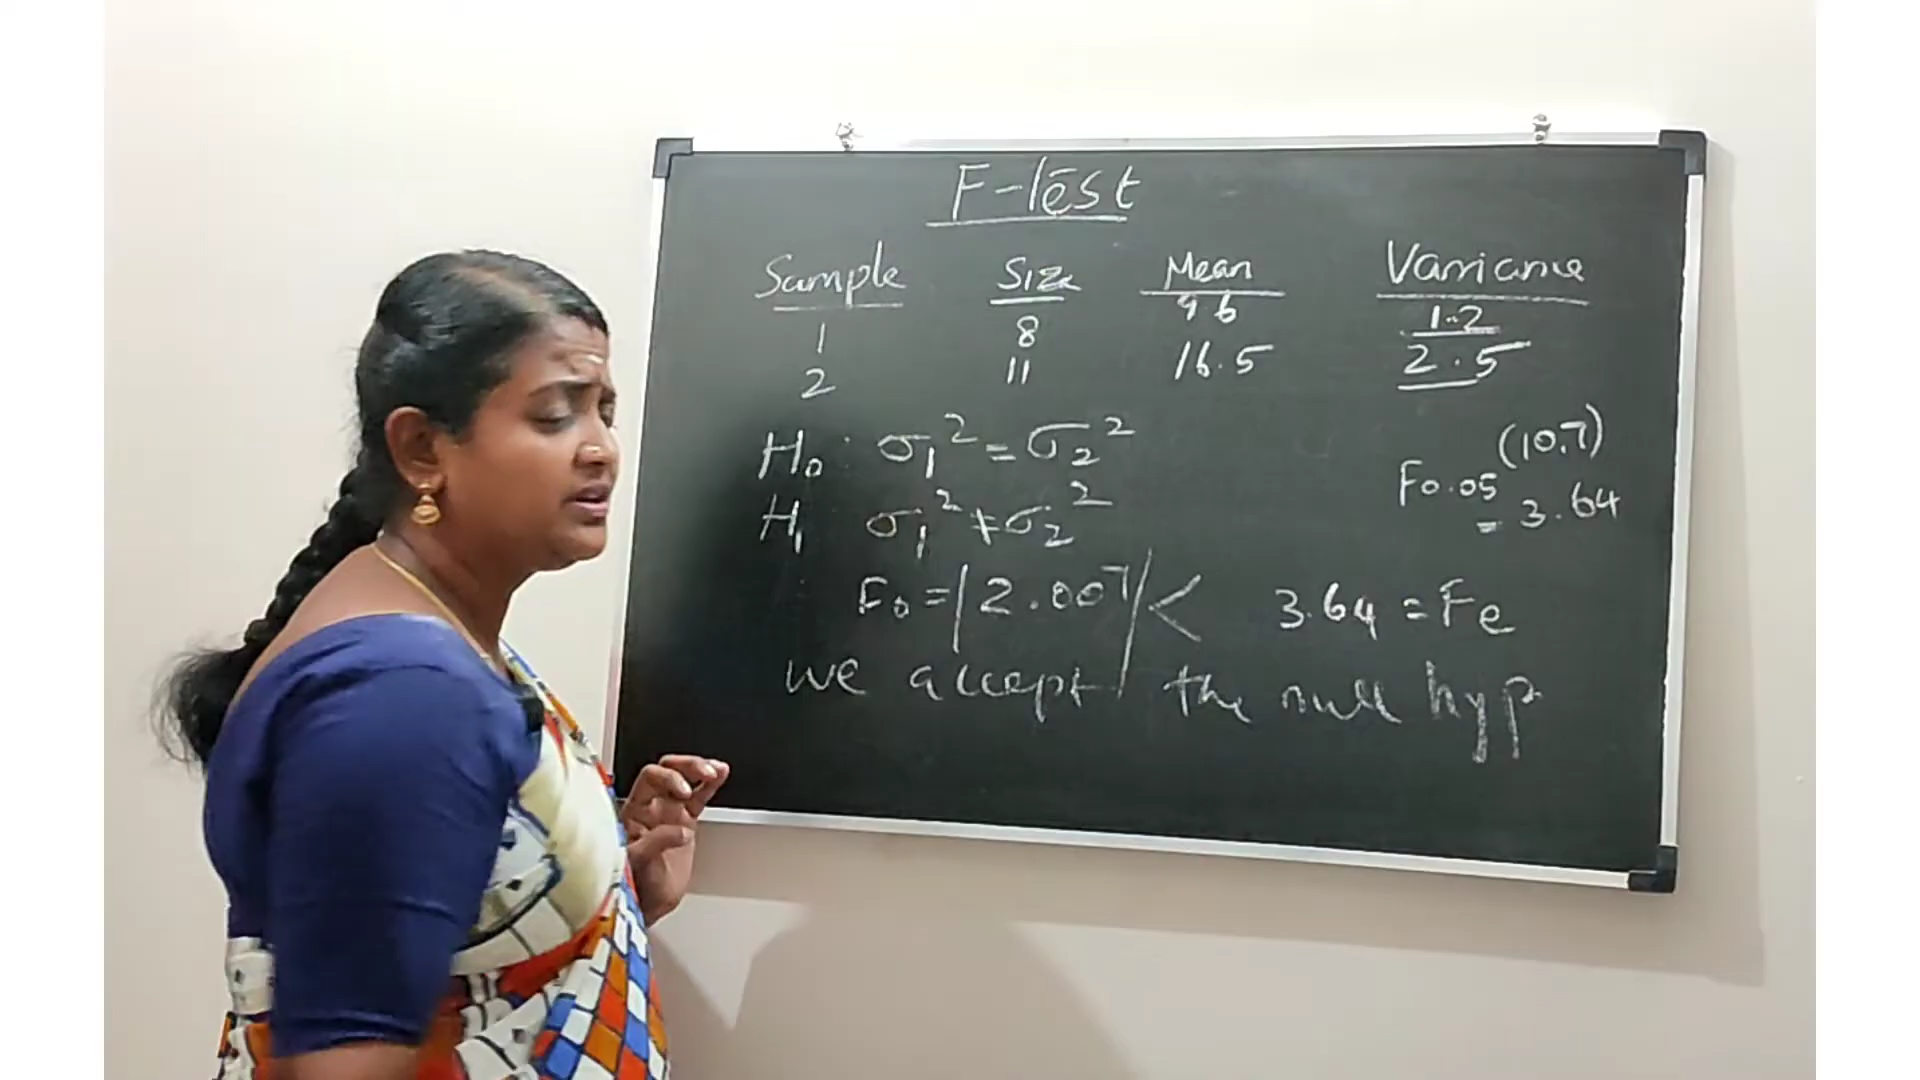 F-Test
Sample Size Mean Variance
1 8 9.6 1.2
2 11 16.5 2.5
H₀ : σ₁² = σ₂²
H₁ σ₁² ≠ σ₂²
(10,7)
F0.05
= 3.64
F₀ = |2.007| < 3.64 = Fe
we accept the null hyp